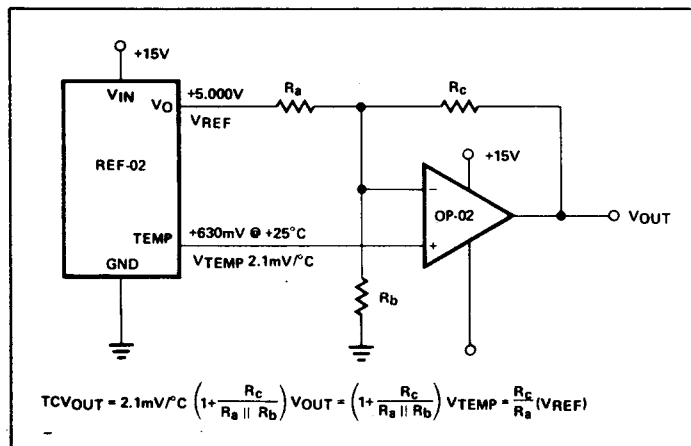 +15V
VIN
VO
+5.000V
VREF
Ra
Rc
REF-02
+15V
−
OP-02
+
VOUT
TEMP
+630mV @ +25°C
VTEMP 2.1mV/°C
GND
Rb
TCVOUT = 2.1mV/°C (1+ Rc / Ra || Rb) VOUT = (1+ Rc / Ra || Rb) VTEMP = Rc / Ra (VREF)